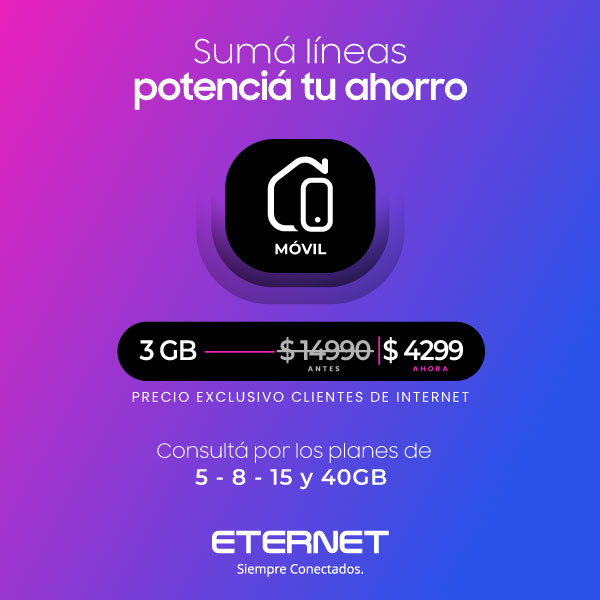 Sumá líneas
potenciá tu ahorro
MÓVIL
3 GB $ 14990 $ 4299
ANTES AHORA
PRECIO EXCLUSIVO CLIENTES DE INTERNET
Consultá por los planes de
5 - 8 - 15 y 40GB
ETERNET
Siempre Conectados.